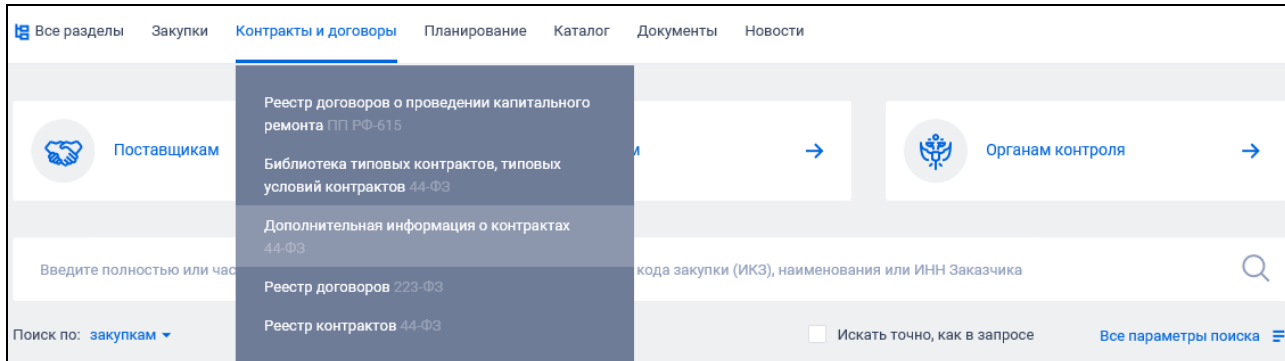 Все разделы Закупки Контракты и договоры Планирование Каталог Документы Новости
Реестр договоров о проведении капитального
ремонта ПП РФ-615
Поставщикам
Органам контроля
Библиотека типовых контрактов, типовых
условий контрактов 44-ФЗ
Дополнительная информация о контрактах
44-ФЗ
Введите полностью или час
кода закупки (ИКЗ), наименования или ИНН Заказчика
Реестр договоров 223-ФЗ
Реестр контрактов 44-ФЗ
Поиск по: закупкам
Искать точно, как в запросе
Все параметры поиска